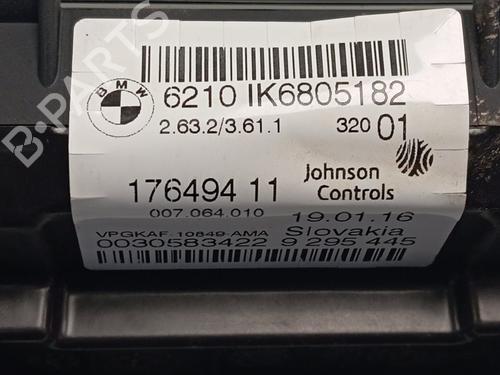 B-PARTS
BMW
6210 IK6805182
2.63.2/3.61.1 320 01
176494 11 Johnson Controls
007.064.010 19.01.16
VPGKAF-10849-AMA Slovakia
0030583422 9 295 445